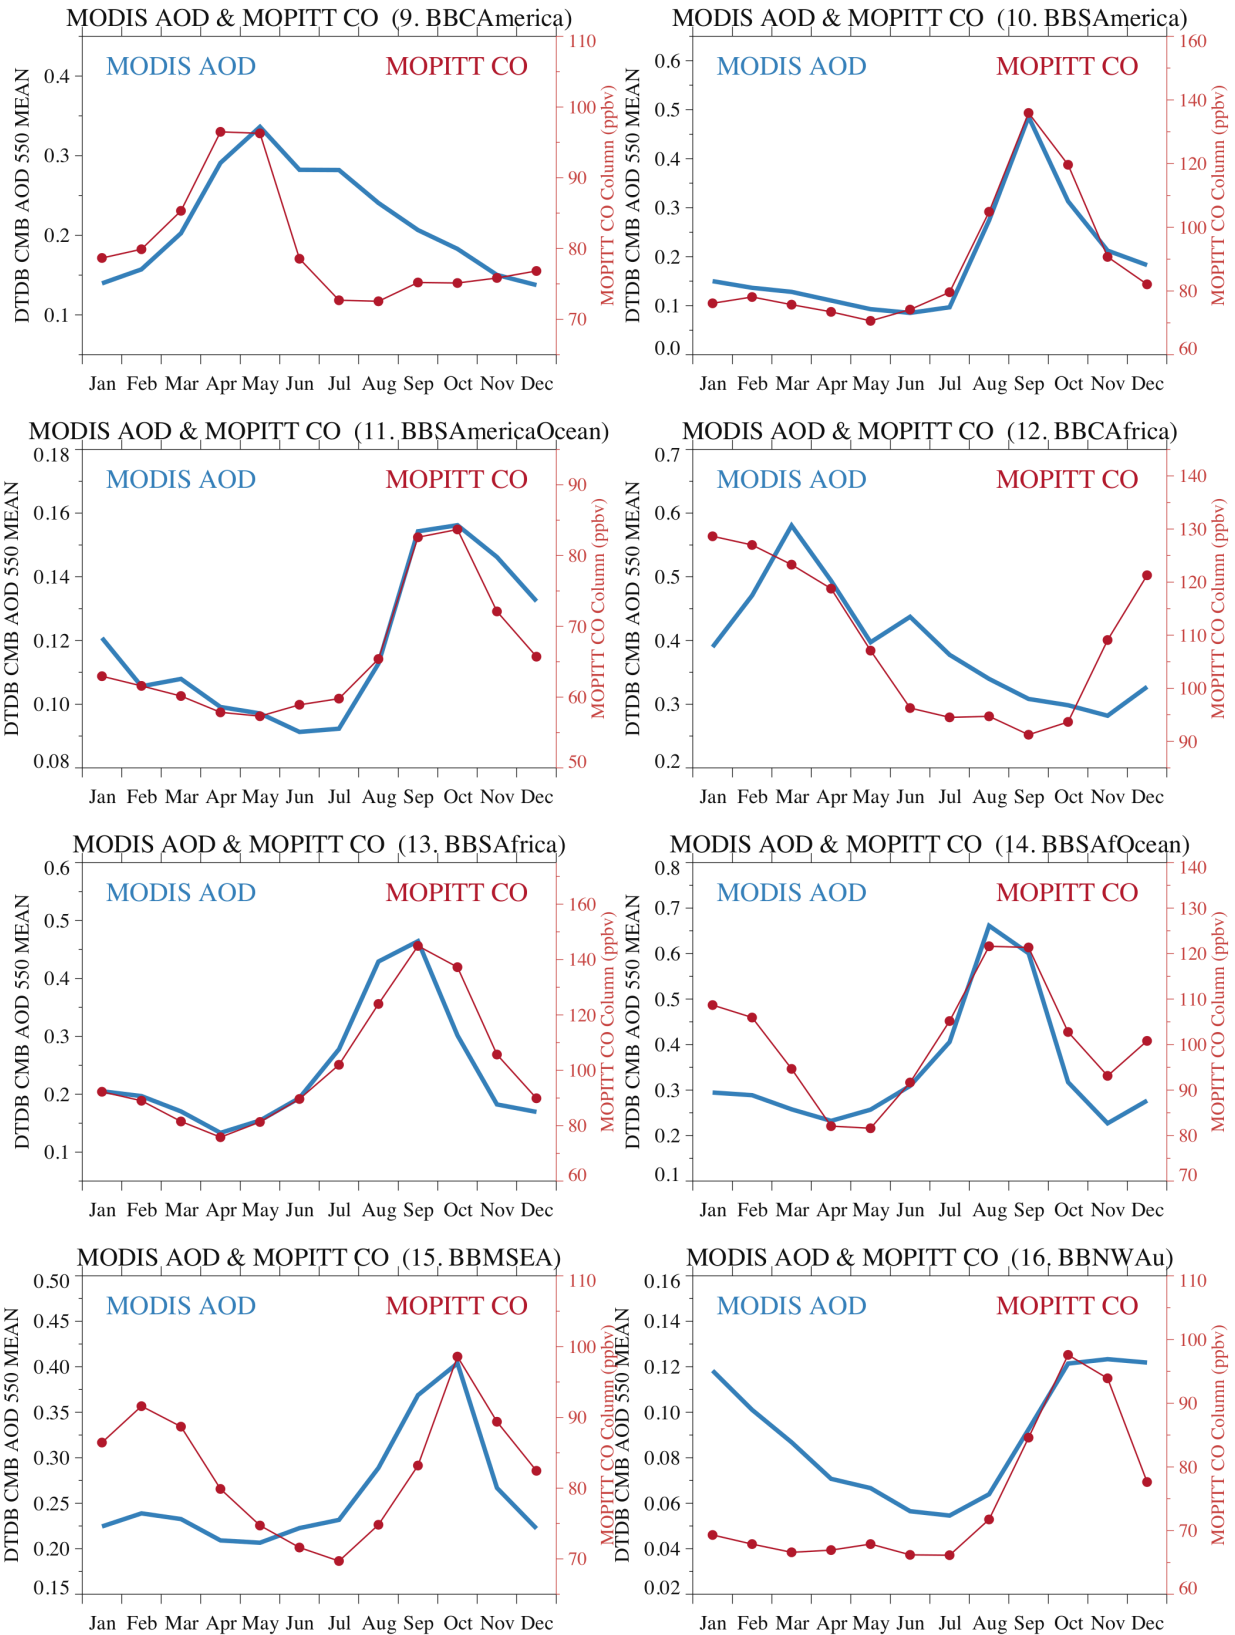 MODIS AOD & MOPITT CO (9. BBCAmerica)
MODIS AOD
MOPITT CO
DTDB CMB AOD 550 MEAN
0.4
0.3
0.2
0.1
110
100
90
80
70
MOPITT CO Column (ppbv)
Jan Feb Mar Apr May Jun Jul Aug Sep Oct Nov Dec
MODIS AOD & MOPITT CO (10. BBSAmerica)
MODIS AOD
MOPITT CO
DTDB CMB AOD 550 MEAN
0.6
0.5
0.4
0.3
0.2
0.1
0.0
160
140
120
100
80
60
MOPITT CO Column (ppbv)
Jan Feb Mar Apr May Jun Jul Aug Sep Oct Nov Dec
MODIS AOD & MOPITT CO (11. BBSAmericaOcean)
MODIS AOD
MOPITT CO
DTDB CMB AOD 550 MEAN
0.18
0.16
0.14
0.12
0.10
0.08
90
80
70
60
50
MOPITT CO Column (ppbv)
Jan Feb Mar Apr May Jun Jul Aug Sep Oct Nov Dec
MODIS AOD & MOPITT CO (12. BBCAfrica)
MODIS AOD
MOPITT CO
DTDB CMB AOD 550 MEAN
0.7
0.6
0.5
0.4
0.3
0.2
140
130
120
110
100
90
MOPITT CO Column (ppbv)
Jan Feb Mar Apr May Jun Jul Aug Sep Oct Nov Dec
MODIS AOD & MOPITT CO (13. BBSAfrica)
MODIS AOD
MOPITT CO
DTDB CMB AOD 550 MEAN
0.6
0.5
0.4
0.3
0.2
0.1
160
140
120
100
80
60
MOPITT CO Column (ppbv)
Jan Feb Mar Apr May Jun Jul Aug Sep Oct Nov Dec
MODIS AOD & MOPITT CO (14. BBSAfOcean)
MODIS AOD
MOPITT CO
DTDB CMB AOD 550 MEAN
0.8
0.7
0.6
0.5
0.4
0.3
0.2
0.1
140
130
120
110
100
90
80
70
MOPITT CO Column (ppbv)
Jan Feb Mar Apr May Jun Jul Aug Sep Oct Nov Dec
MODIS AOD & MOPITT CO (15. BBMSEA)
MODIS AOD
MOPITT CO
DTDB CMB AOD 550 MEAN
0.50
0.45
0.40
0.35
0.30
0.25
0.20
0.15
110
100
90
80
70
MOPITT CO Column (ppbv)
Jan Feb Mar Apr May Jun Jul Aug Sep Oct Nov Dec
MODIS AOD & MOPITT CO (16. BBNWAu)
MODIS AOD
MOPITT CO
DTDB CMB AOD 550 MEAN
0.16
0.14
0.12
0.10
0.08
0.06
0.04
0.02
110
100
90
80
70
60
MOPITT CO Column (ppbv)
Jan Feb Mar Apr May Jun Jul Aug Sep Oct Nov Dec